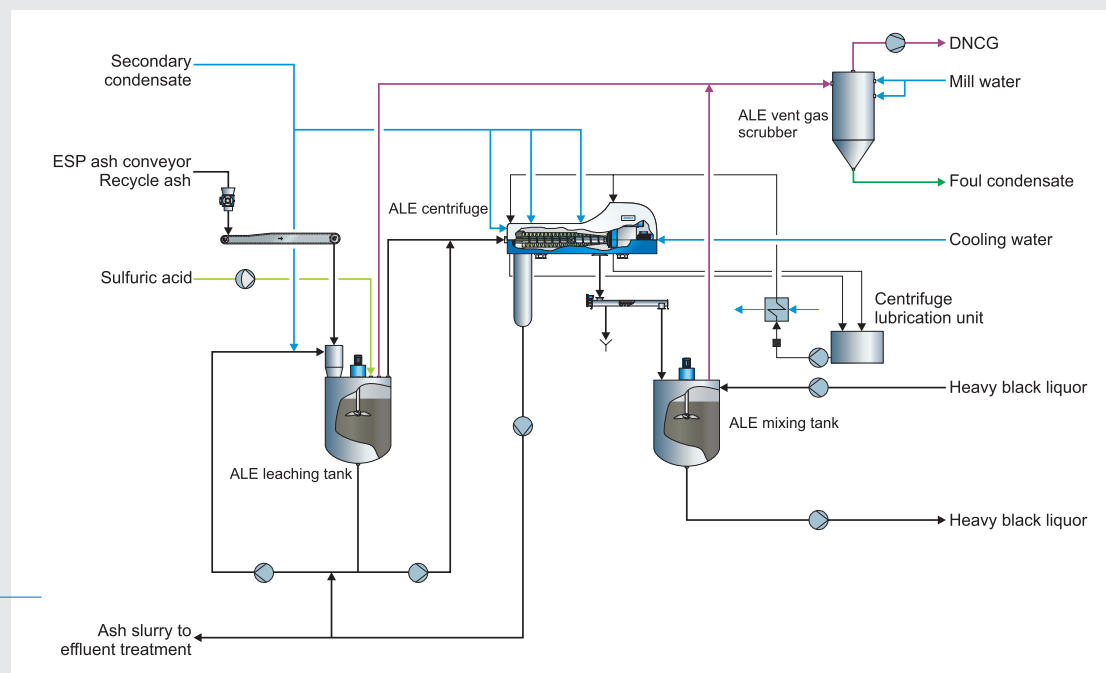 DNCG
Secondary
condensate
Mill water
ALE vent gas
scrubber
ESP ash conveyor
Recycle ash
Foul condensate
ALE centrifuge
Cooling water
Sulfuric acid
Centrifuge
lubrication unit
Heavy black liquor
ALE mixing tank
ALE leaching tank
Heavy black liquor
Ash slurry to
effluent treatment